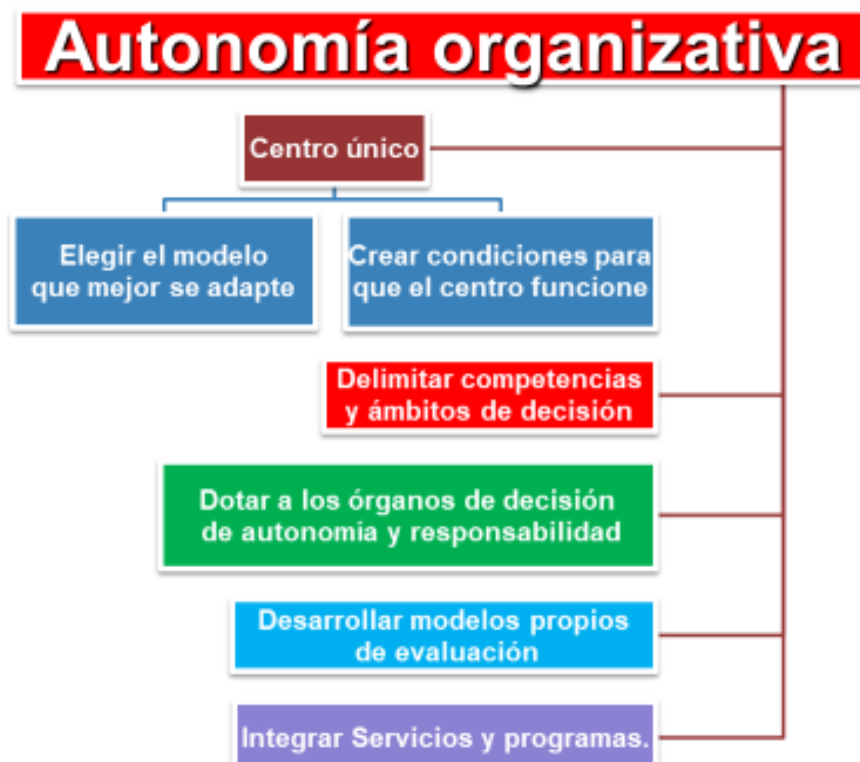 Autonomía organizativa
Centro único
Elegir el modelo
que mejor se adapte
Crear condiciones para
que el centro funcione
Delimitar competencias
y ámbitos de decisión
Dotar a los órganos de decisión
de autonomía y responsabilidad
Desarrollar modelos propios
de evaluación
Integrar Servicios y programas.